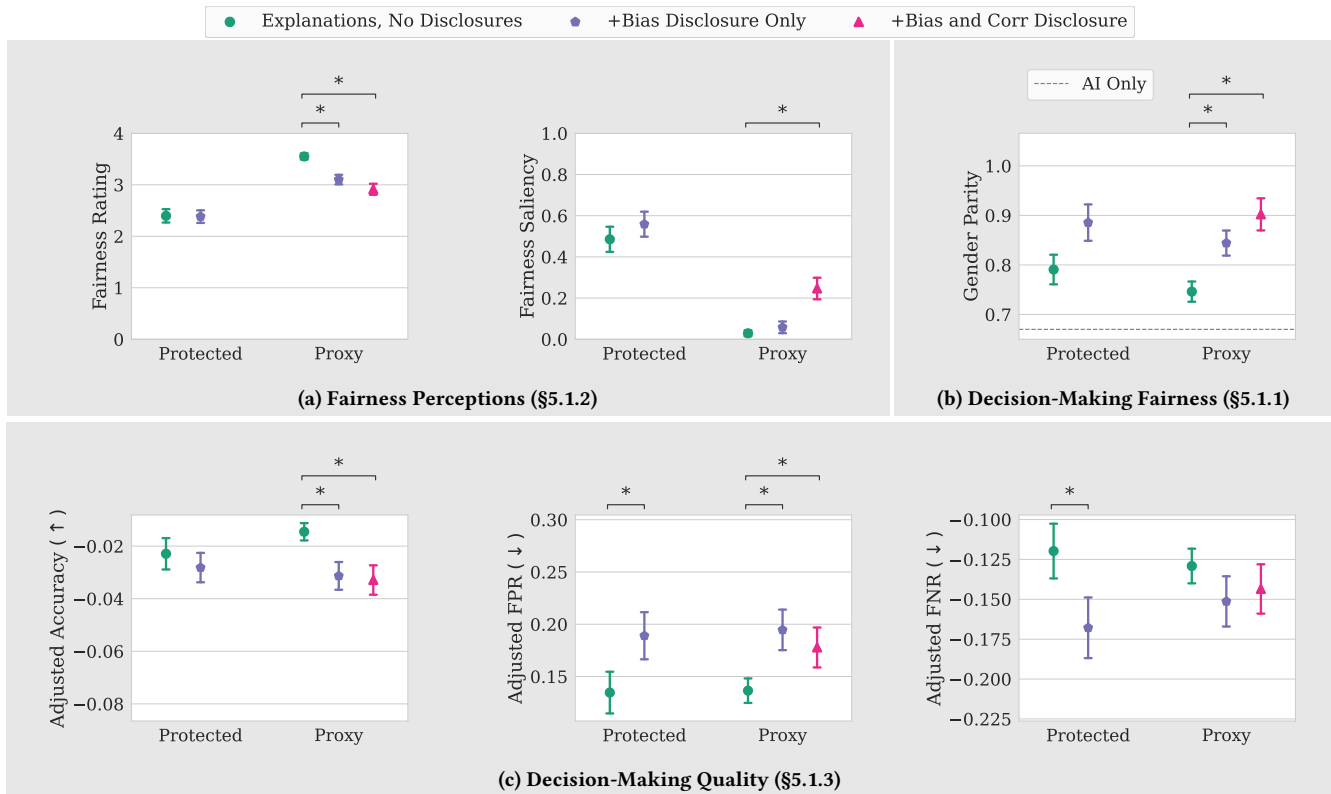 Explanations, No Disclosures +Bias Disclosure Only +Bias and Corr Disclosure
*
*
Fairness Rating
4
3
2
1
0
Protected Proxy
*
Fairness Saliency
1.0
0.8
0.6
0.4
0.2
0.0
Protected Proxy
(a) Fairness Perceptions (§5.1.2)
AI Only
*
*
Gender Parity
1.0
0.9
0.8
0.7
Protected Proxy
(b) Decision-Making Fairness (§5.1.1)
*
*
Adjusted Accuracy (↑)
−0.02
−0.04
−0.06
−0.08
Protected Proxy
*
* *
Adjusted FPR (↓)
0.30
0.25
0.20
0.15
Protected Proxy
*
Adjusted FNR (↓)
−0.100
−0.125
−0.150
−0.175
−0.200
−0.225
Protected Proxy
(c) Decision-Making Quality (§5.1.3)